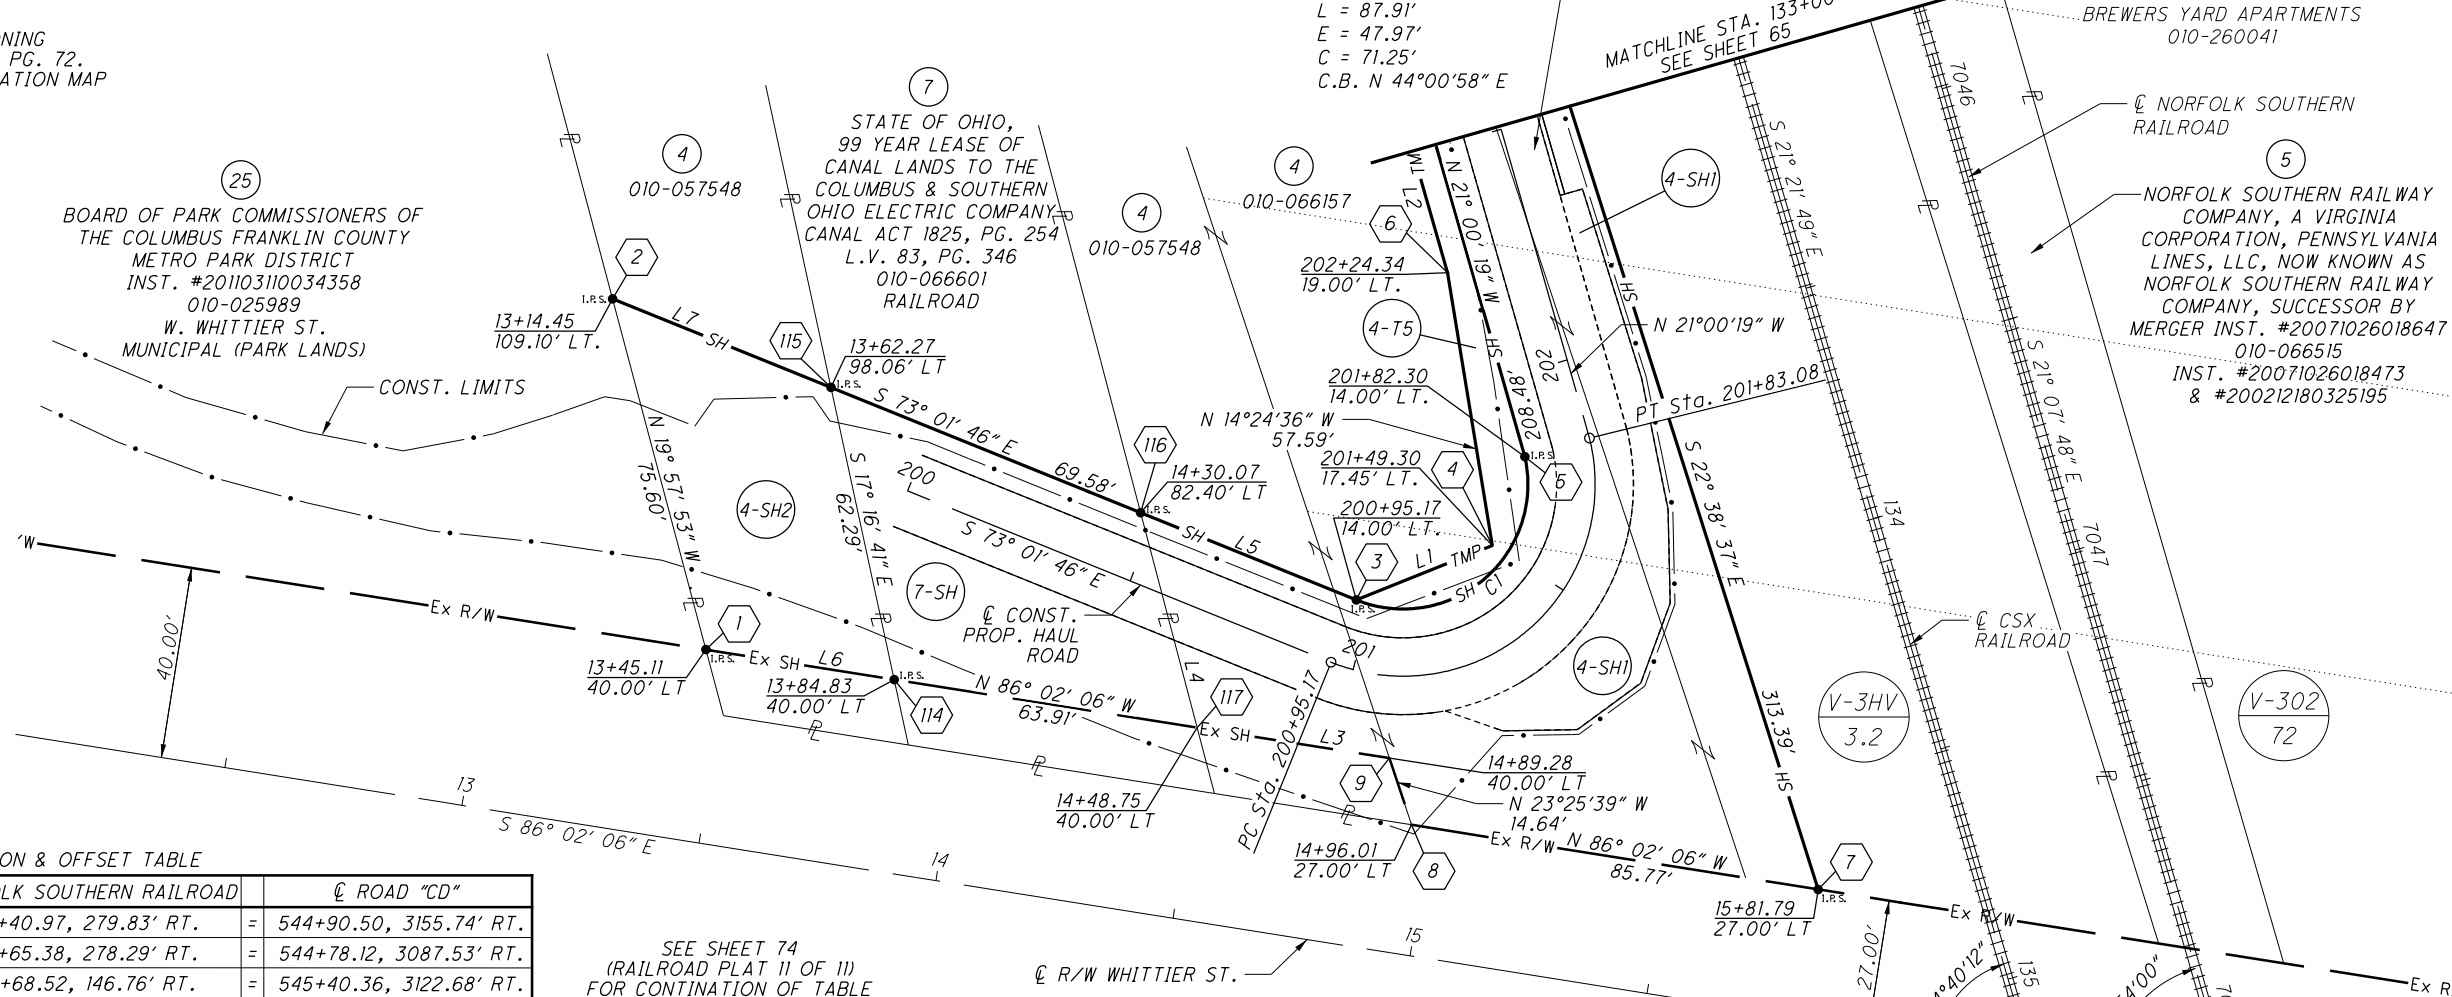 NING
PG. 72.
ATION MAP
25
BOARD OF PARK COMMISSIONERS OF
THE COLUMBUS FRANKLIN COUNTY
METRO PARK DISTRICT
INST. #201103110034358
010-025989
W. WHITTIER ST.
MUNICIPAL (PARK LANDS)
4
010-057548
7
STATE OF OHIO,
99 YEAR LEASE OF
CANAL LANDS TO THE
COLUMBUS & SOUTHERN
OHIO ELECTRIC COMPANY
CANAL ACT 1825, PG. 254
L.V. 83, PG. 346
010-066601
RAILROAD
4
010-057548
4
010-066157
L = 87.91'
E = 47.97'
C = 71.25'
C.B. N 44°00'58" E
MATCHLINE STA. 133+00
SEE SHEET 65
BREWERS YARD APARTMENTS
010-260041
℄ NORFOLK SOUTHERN
RAILROAD
5
NORFOLK SOUTHERN RAILWAY
COMPANY, A VIRGINIA
CORPORATION, PENNSYLVANIA
LINES, LLC, NOW KNOWN AS
NORFOLK SOUTHERN RAILWAY
COMPANY, SUCCESSOR BY
MERGER INST. #20071026018647
010-066515
INST. #20071026018473
& #200212180325195
7046
S 21° 21' 49" E
S 21° 07' 48" E
7047
134
135
4-SH1
HS
6
TM
L2
N 21° 00' 19" W
SH
208.48'
202
202+24.34
19.00' LT.
4-T5
N 21°00'19" W
201+82.30
14.00' LT.
N 14°24'36" W
57.59'
PT Sta. 201+83.08
201+49.30
17.45' LT.
4
I.P.S.
5
200+95.17
14.00' LT.
3
I.P.S.
L1
TMP
SH
C1
S 22° 38' 37" E
313.39'
HS
2
I.P.S.
13+14.45
109.10' LT.
L7
SH
115
13+62.27
98.06' LT
I.P.S.
S 73° 01' 46" E
69.58'
116
14+30.07
82.40' LT
I.P.S.
SH
L5
CONST. LIMITS
N 19° 57' 53" W
75.60'
4-SH2
S 17° 16' 41" E
62.29'
200
S 73° 01' 46" E
7-SH
℄ CONST.
PROP. HAUL
ROAD
201
4-SH1
℄ CSX
RAILROAD
V-3HV
3.2
V-302
72
'W
Ex R/W
40.00'
1
I.P.S.
Ex SH
L6
13+45.11
40.00' LT
13+84.83
40.00' LT
I.P.S.
114
N 86° 02' 06" W
63.91'
L4
117
Ex SH
L3
14+48.75
40.00' LT
PC Sta. 200+95.17
9
14+89.28
40.00' LT
N 23°25'39" W
14.64'
14+96.01
27.00' LT
8
Ex R/W
N 86° 02' 06" W
85.77'
7
I.P.S.
15+81.79
27.00' LT
27.00'
Ex R/W
Ex R
13
14
15
S 86° 02' 06" E
℄ R/W WHITTIER ST.
SEE SHEET 74
(RAILROAD PLAT 11 OF 11)
FOR CONTINATION OF TABLE
ON & OFFSET TABLE
LK SOUTHERN RAILROAD ℄ ROAD "CD"
+40.97, 279.83' RT. = 544+90.50, 3155.74' RT.
+65.38, 278.29' RT. = 544+78.12, 3087.53' RT.
+68.52, 146.76' RT. = 545+40.36, 3122.68' RT.
°40'12"